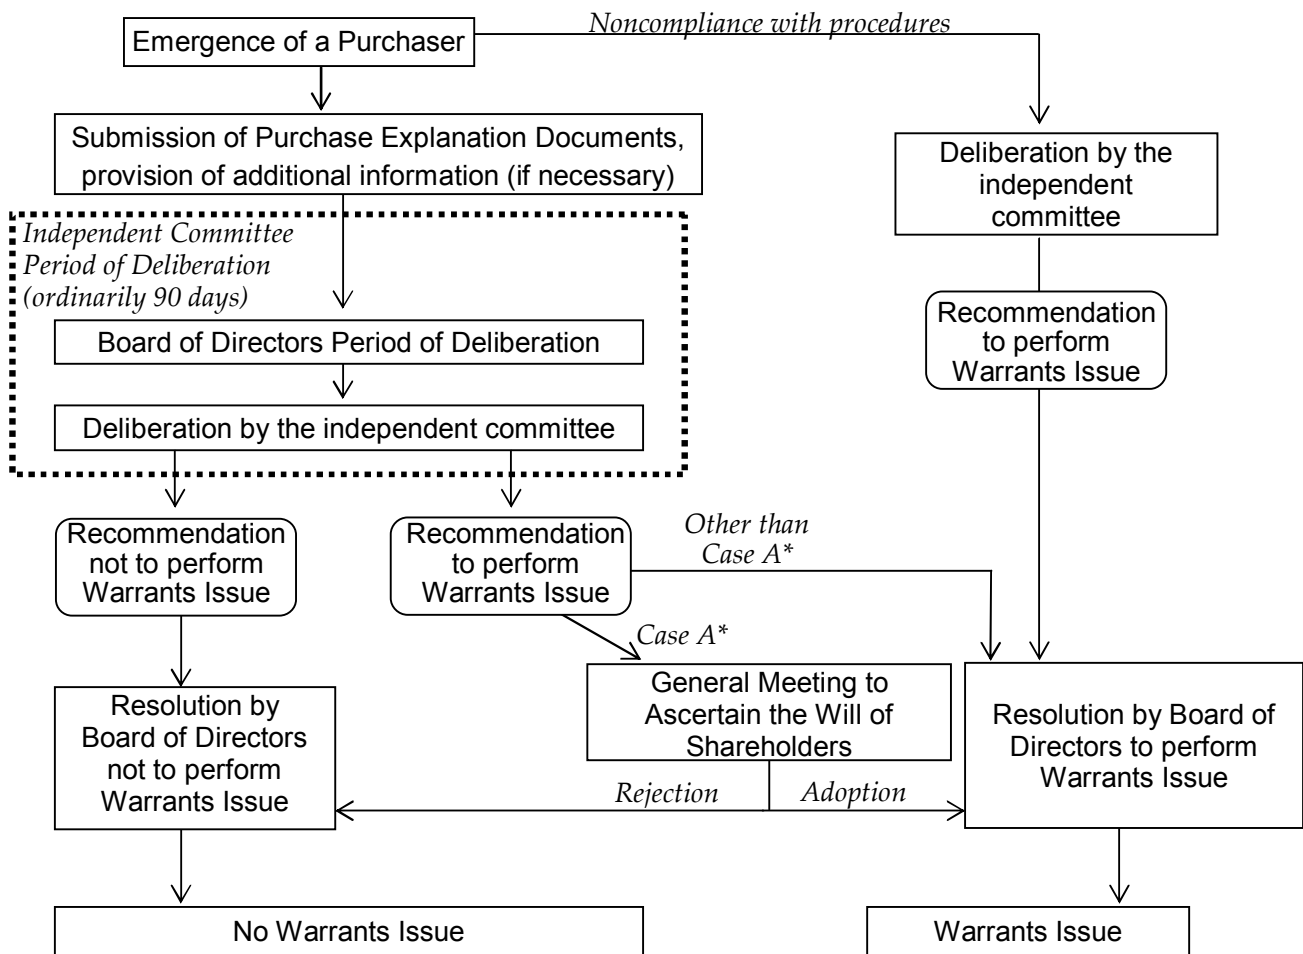 Emergence of a Purchaser
Noncompliance with procedures
Submission of Purchase Explanation Documents,
provision of additional information (if necessary)
Deliberation by the
independent
committee
Independent Committee
Period of Deliberation
(ordinarily 90 days)
Recommendation
to perform
Warrants Issue
Board of Directors Period of Deliberation
Deliberation by the independent committee
Recommendation
not to perform
Warrants Issue
Recommendation
to perform
Warrants Issue
Other than
Case A*
Case A*
General Meeting to
Ascertain the Will of
Shareholders
Resolution by
Board of Directors
not to perform
Warrants Issue
Resolution by Board of
Directors to perform
Warrants Issue
Rejection
Adoption
No Warrants Issue
Warrants Issue